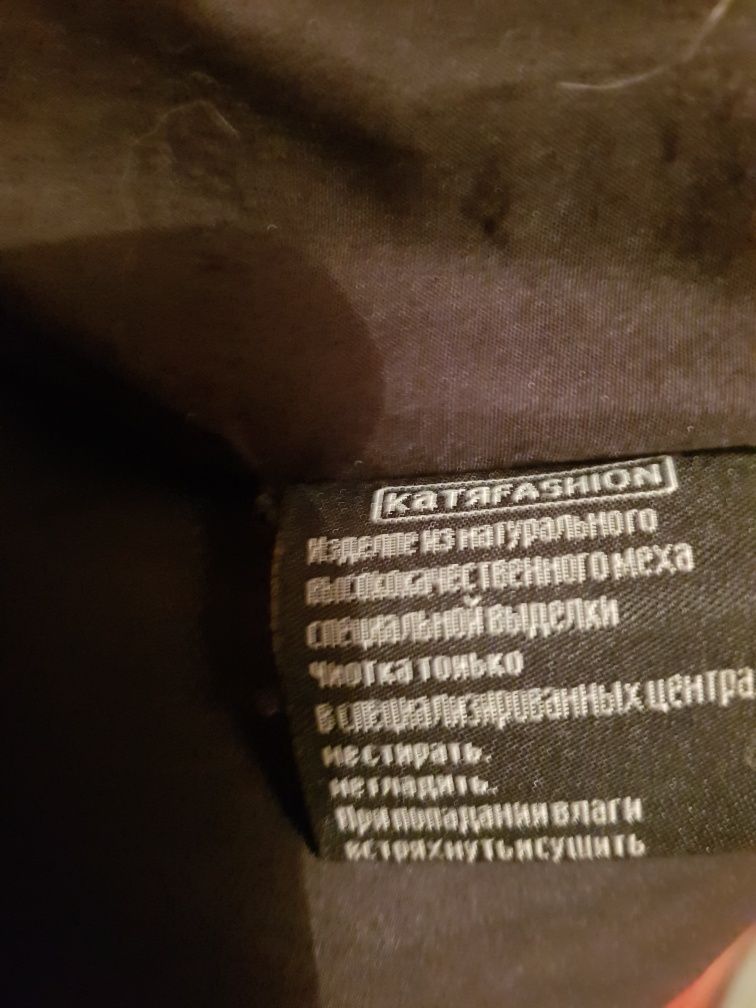 КатяFASHION
Изделие из натурального
высококачественного меха
специальной выделки
Чистка только
в специализированных центра
не стирать.
не гладить.
При попадании влаги
встряхнуть и сушить